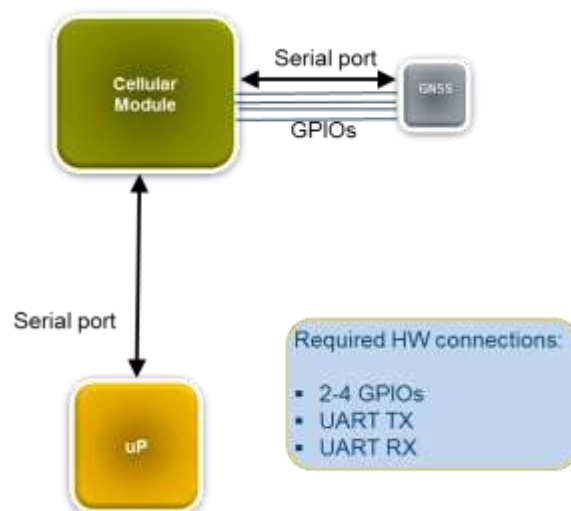 Serial port
Cellular
Module
GNSS
GPIOs
Serial port
uP
Required HW connections:
▪ 2-4 GPIOs
▪ UART TX
▪ UART RX